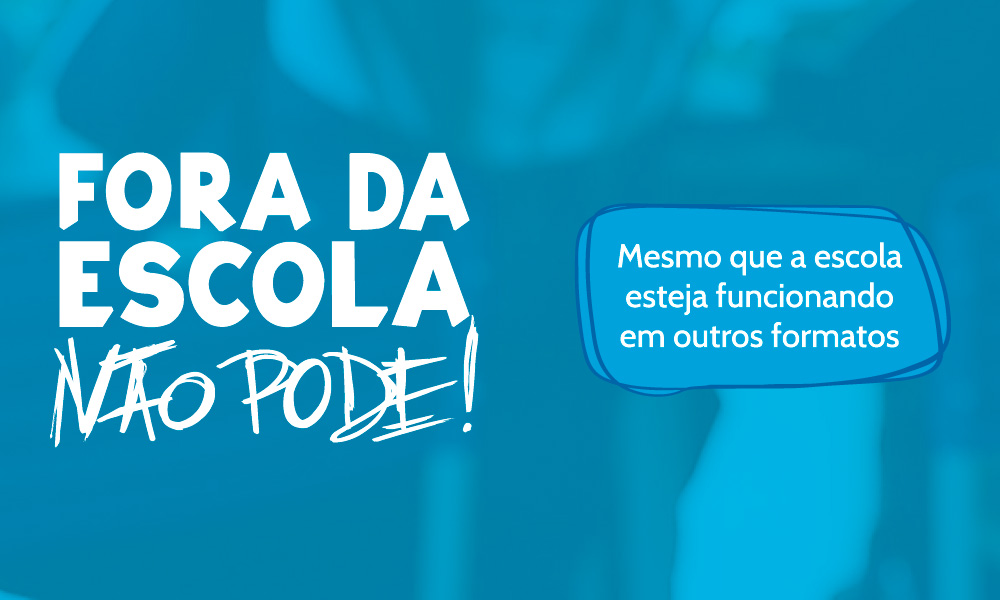 FORA DA
ESCOLA
NÃO PODE!
Mesmo que a escola
esteja funcionando
em outros formatos